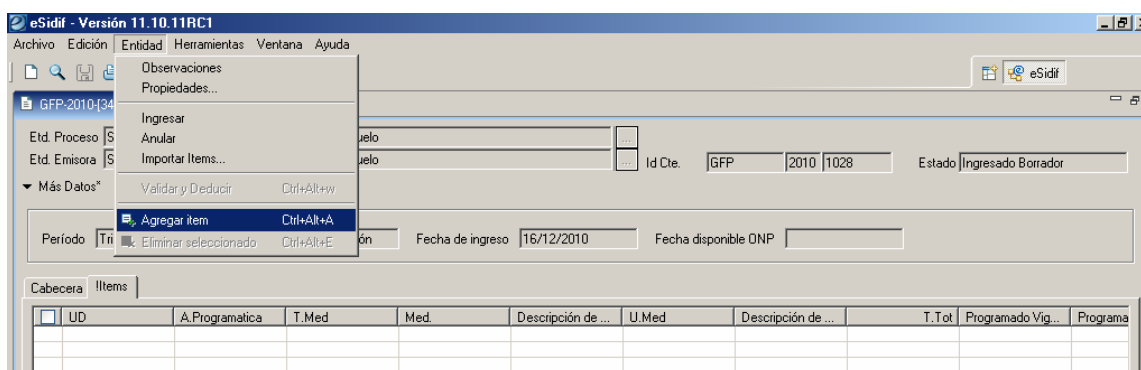 eSidif - Versión 11.10.11RC1
Archivo Edición Entidad Herramientas Ventana Ayuda
eSidif
Observaciones
Propiedades...
GFP-2010-[34
Ingresar
Etd. Proceso S uelo ...
Anular
Etd. Emisora S uelo ... Id Cte. GFP 2010 1028 Estado Ingresado Borrador
Importar Items...
Más Datos*
Validar y Deducir Ctrl+Alt+w
Agregar item Ctrl+Alt+A
Período Tri ón Fecha de ingreso 16/12/2010 Fecha disponible ONP
Eliminar seleccionado Ctrl+Alt+E
Cabecera !Items
UD A.Programatica T.Med Med. Descripción de ... U.Med Descripción de ... T.Tot Programado Vig... Programa